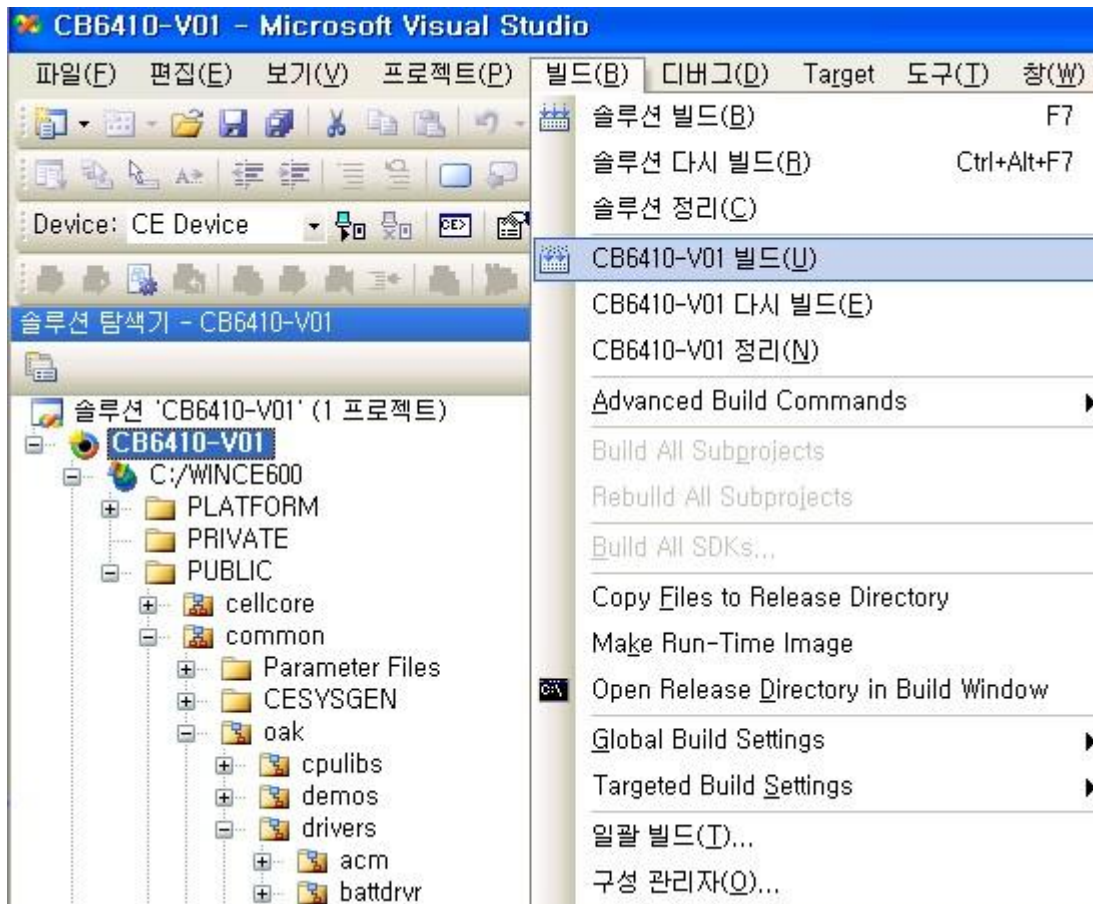 CB6410-V01 - Microsoft Visual Studio
파일(F) 편집(E) 보기(V) 프로젝트(P) 빌드(B) 디버그(D) Target 도구(T) 창(W)
Device: CE Device
솔루션 탐색기 - CB6410-V01
솔루션 'CB6410-V01' (1 프로젝트)
CB6410-V01
C:/WINCE600
PLATFORM
PRIVATE
PUBLIC
cellcore
common
Parameter Files
CESYSGEN
oak
cpulibs
demos
drivers
acm
battdrvr
솔루션 빌드(B) F7
솔루션 다시 빌드(R) Ctrl+Alt+F7
솔루션 정리(C)
CB6410-V01 빌드(U)
CB6410-V01 다시 빌드(E)
CB6410-V01 정리(N)
Advanced Build Commands
Build All Subprojects
Rebuild All Subprojects
Build All SDKs...
Copy Files to Release Directory
Make Run-Time Image
Open Release Directory in Build Window
Global Build Settings
Targeted Build Settings
일괄 빌드(T)...
구성 관리자(O)...